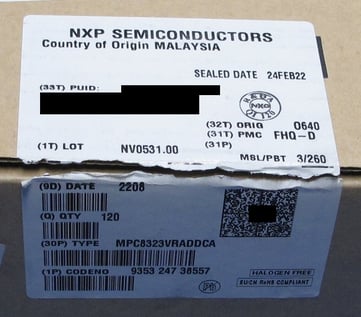 NXP SEMICONDUCTORS
Country of Origin MALAYSIA
SEALED DATE 24FEB22
(33T) PUID:
(32T) ORIG 0640
(31T) PMC FHQ-D
(1T) LOT NV0531.00 (31P)
MSL/PBT 3/260
(9D) DATE 2206
(Q) QTY 120
(30P) TYPE MPC8323VRADDCA
(1P) CODENO 9353 247 38557
HALOGEN FREE
EU/CN ROHS COMPLIANT